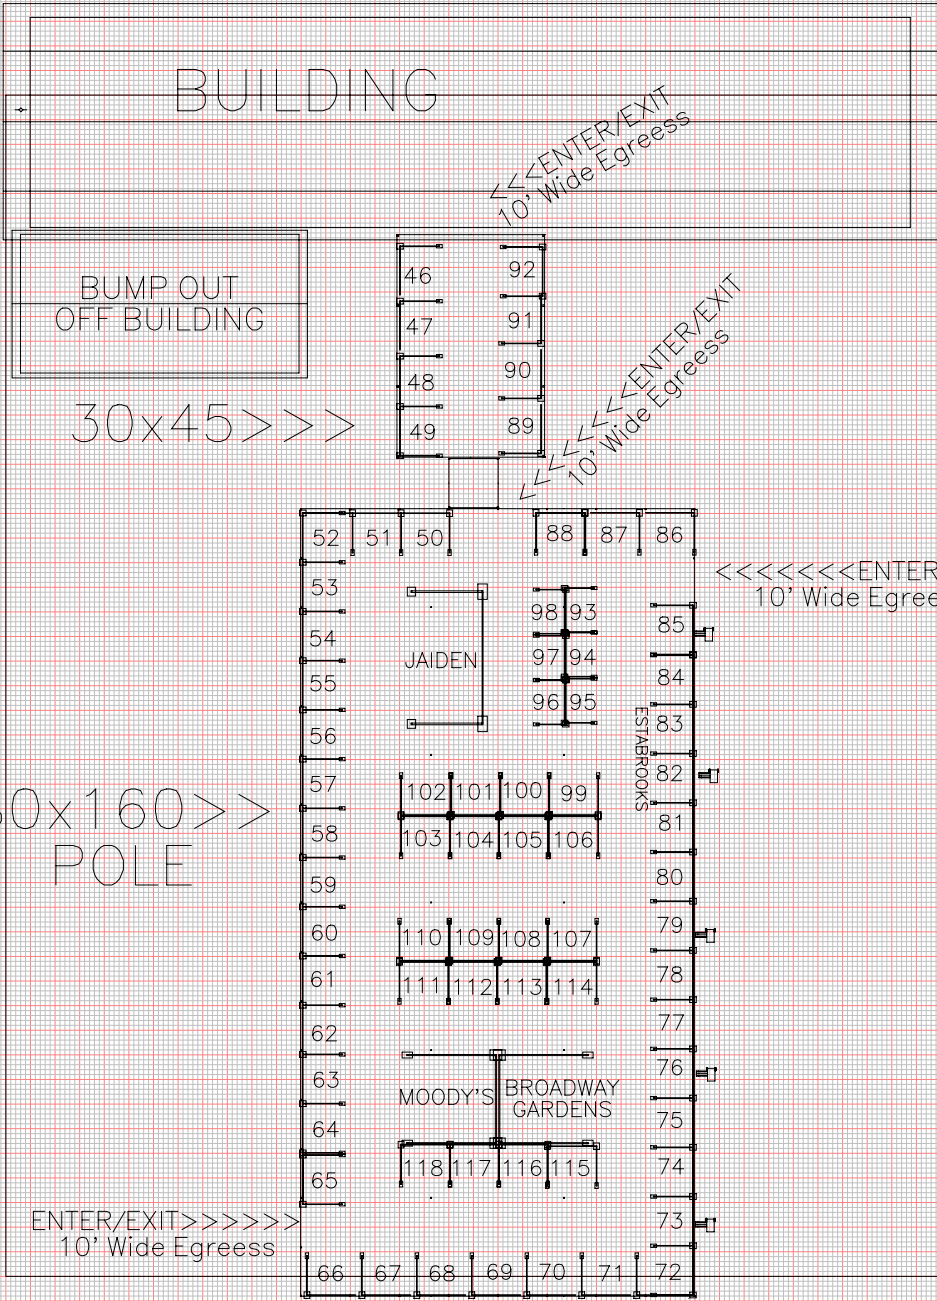 BUILDING
<<<ENTER/EXIT
10' Wide Egreess
BUMP OUT
OFF BUILDING
46
92
47
91
48
90
49
89
30x45>>>
<<<<<<<ENTER/EXIT
10' Wide Egreess
52 51 50 88 87 86
<<<<<<<ENTER
10' Wide Egree
53
98 93
85
54
JAIDEN
97 94
84
55
96 95
83
56
ESTABROOKS
82
57
102 101 100 99
0x160>>
POLE
81
58
103 104 105 106
80
59
79
60
110 109 108 107
78
61
111 112 113 114
77
62
76
63
MOODY'S
BROADWAY
GARDENS
75
64
74
65
118 117 116 115
73
ENTER/EXIT>>>>>>
10' Wide Egreess
66 67 68 69 70 71 72